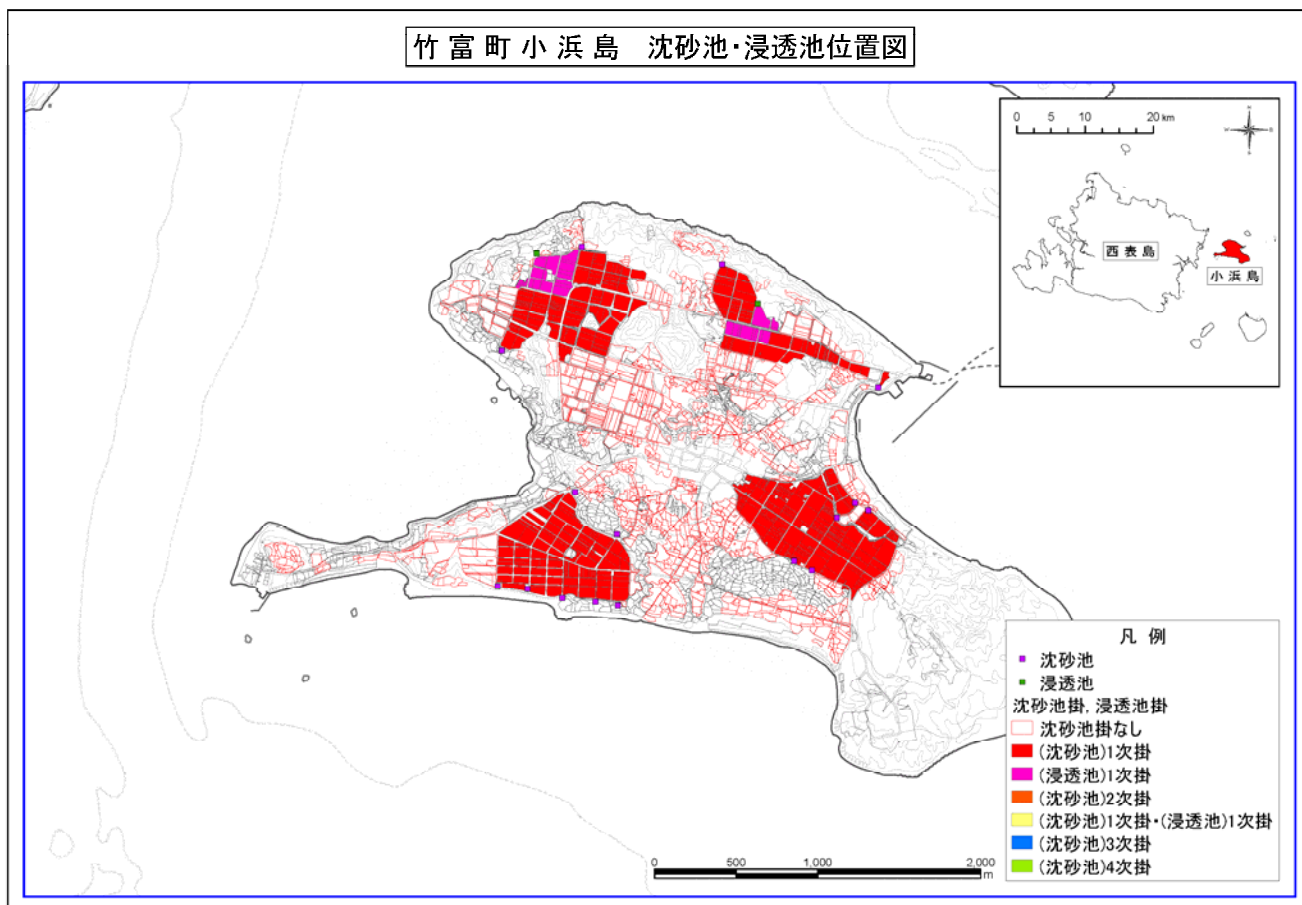 竹富町小浜島　沈砂池・浸透池位置図
0 5 10 20 km
N
W E
S
西表島
小浜島
凡例
沈砂池
浸透池
沈砂池掛, 浸透池掛
沈砂池掛なし
(沈砂池)1次掛
(浸透池)1次掛
(沈砂池)2次掛
(沈砂池)1次掛・(浸透池)1次掛
(沈砂池)3次掛
(沈砂池)4次掛
0 500 1,000 2,000
m